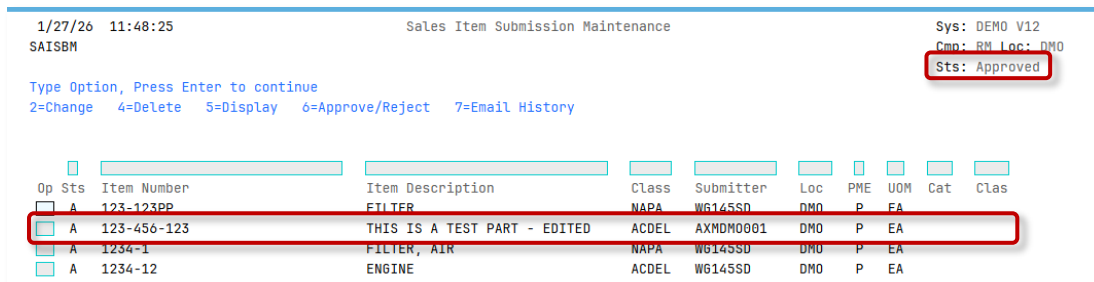 1/27/26 11:48:25 Sales Item Submission Maintenance Sys: DEMO V12
SAISBM Cmp: RM Loc: DMO
Sts: Approved
Type Option, Press Enter to continue
2=Change 4=Delete 5=Display 6=Approve/Reject 7=Email History
Op Sts Item Number Item Description Class Submitter Loc PME UOM Cat Clas
A 123-123PP FILTER NAPA WG145SD DMO P EA
A 123-456-123 THIS IS A TEST PART - EDITED ACDEL AXMDMO001 DMO P EA
A 1234-1 FILTER, AIR NAPA WG145SD DMO P EA
A 1234-12 ENGINE ACDEL WG145SD DMO P EA